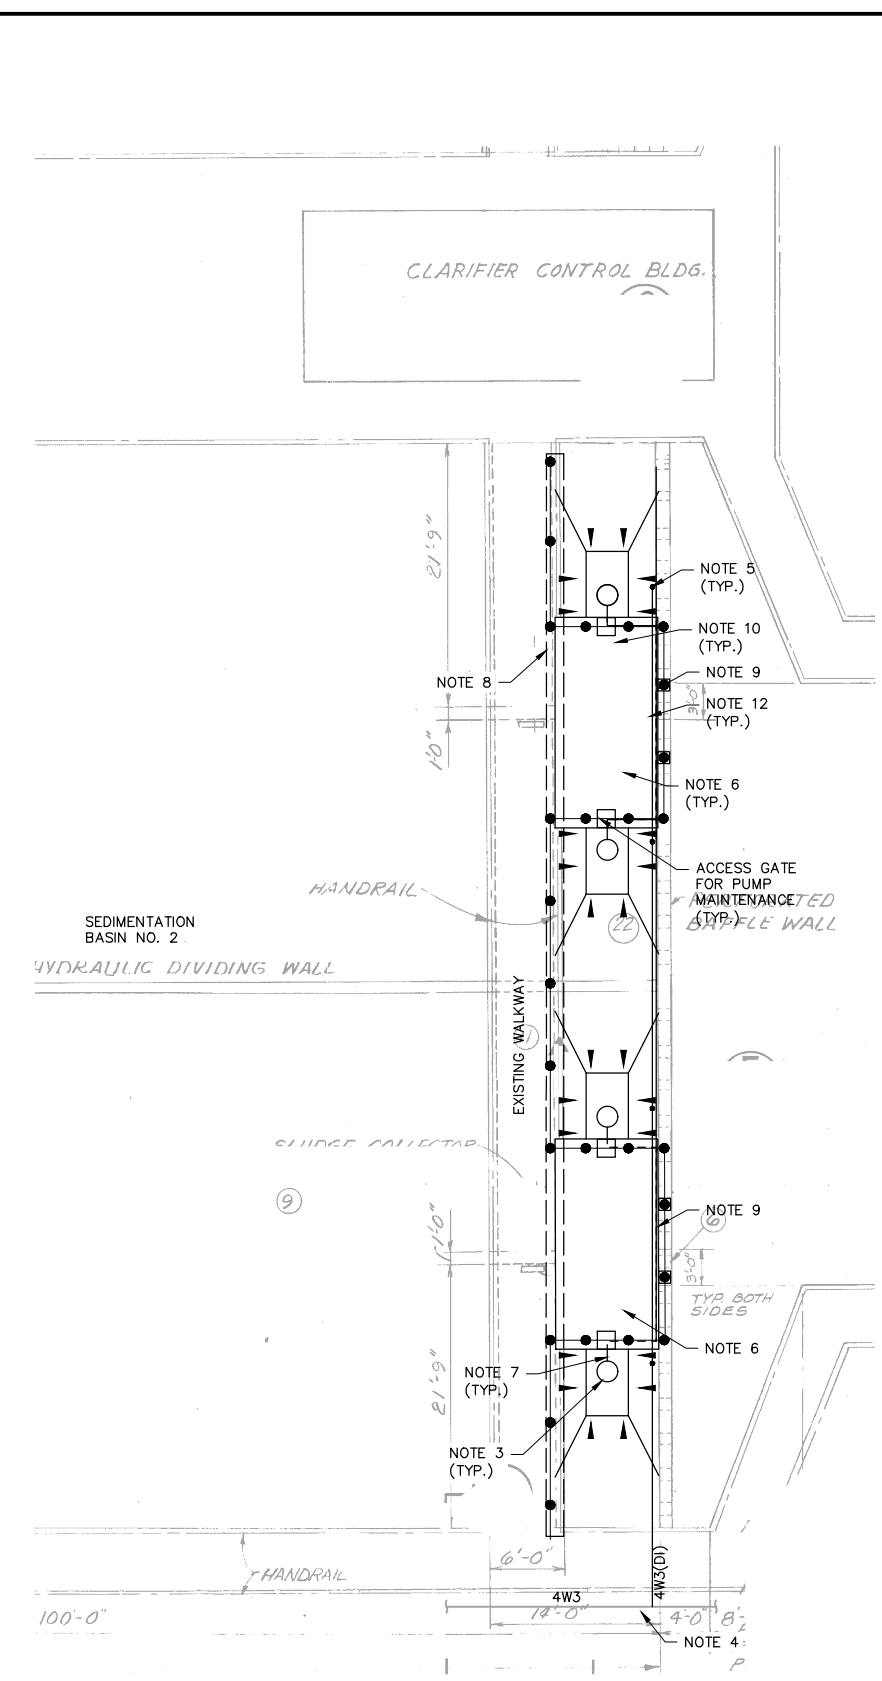 CLARIFIER CONTROL BLDG.
21'-9"
NOTE 5
(TYP.)
NOTE 10
(TYP.)
NOTE 8
NOTE 9
3'-0"
NOTE 12
(TYP.)
1'-0"
NOTE 6
(TYP.)
ACCESS GATE
FOR PUMP
MAINTENANCE
(TYP.)
HANDRAIL
BAFFLE WALL
22
SEDIMENTATION
BASIN NO. 2
HYDRAULIC DIVIDING WALL
EXISTING WALKWAY
1
9
1'-0"
NOTE 9
6
3'-0"
TYP. BOTH
SIDES
NOTE 6
NOTE 7
(TYP.)
21'-9"
NOTE 3
(TYP.)
6'-0"
HANDRAIL
4W3(DI)
4W3
100'-0"
14'-0"
4'-0"
8'-
NOTE 4
P